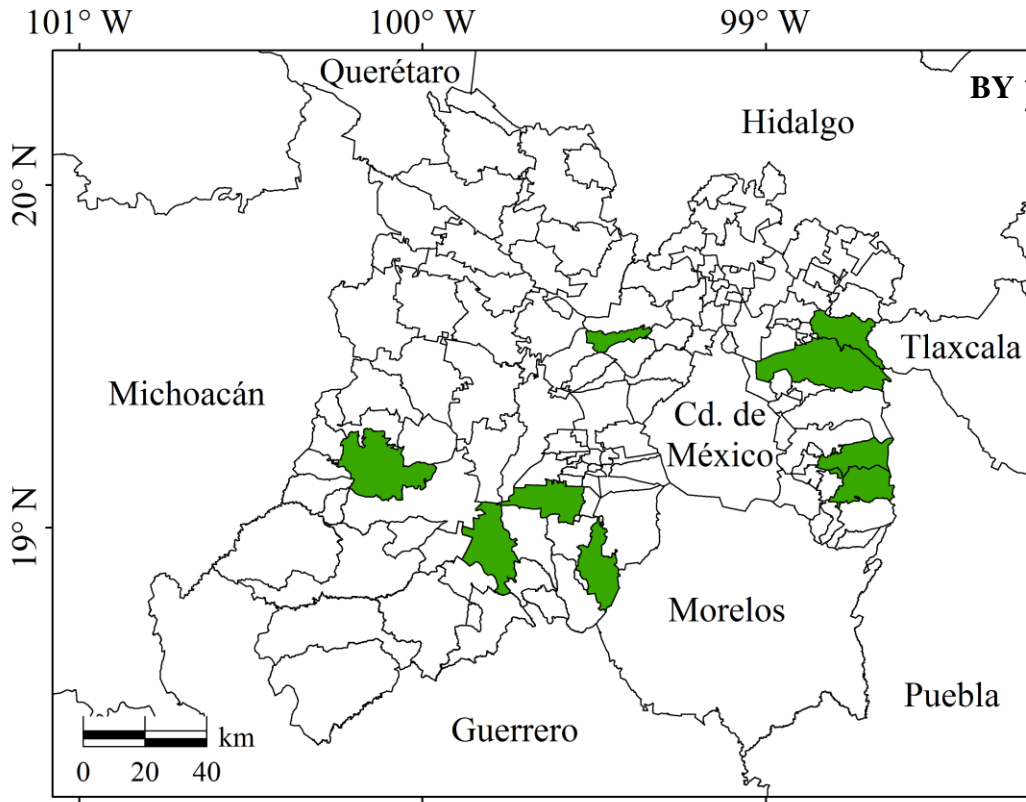 101° W 100° W 99° W
Querétaro
BY
Hidalgo
20° N
Tlaxcala
Michoacán
Cd. de
México
19° N
Morelos
Puebla
Guerrero
km
0 20 40